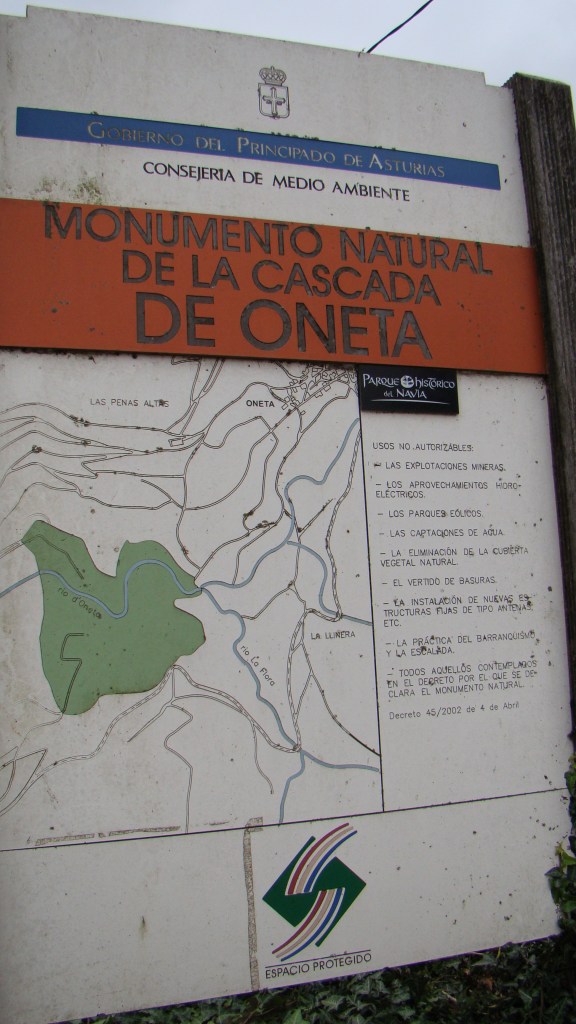 GOBIERNO DEL PRINCIPADO DE ASTURIAS
CONSEJERIA DE MEDIO AMBIENTE
MONUMENTO NATURAL
DE LA CASCADA
DE ONETA
PARQUE HISTÓRICO
del NAVIA
LAS PENAS ALTAS
ONETA
USOS NO AUTORIZABLES:
- LAS EXPLOTACIONES MINERAS.
- LOS APROVECHAMIENTOS HIDRO-
ELÉCTRICOS.
- LOS PARQUES EÓLICOS.
- LAS CAPTACIONES DE AGUA.
- LA ELIMINACIÓN DE LA CUBIERTA
VEGETAL NATURAL.
- EL VERTIDO DE BASURAS.
- LA INSTALACIÓN DE NUEVAS ES-
TRUCTURAS FIJAS DE TIPO ANTENAS
ETC.
- LA PRÁCTICA DEL BARRANQUISMO
Y LA ESCALADA.
- TODOS AQUELLOS CONTEMPLADOS
EN EL DECRETO POR EL QUE SE DE-
CLARA EL MONUMENTO NATURAL.
Decreto 45/2002 de 4 de Abril
río d'Oneta
LA LLINERA
río La Flora
ESPACIO PROTEGIDO